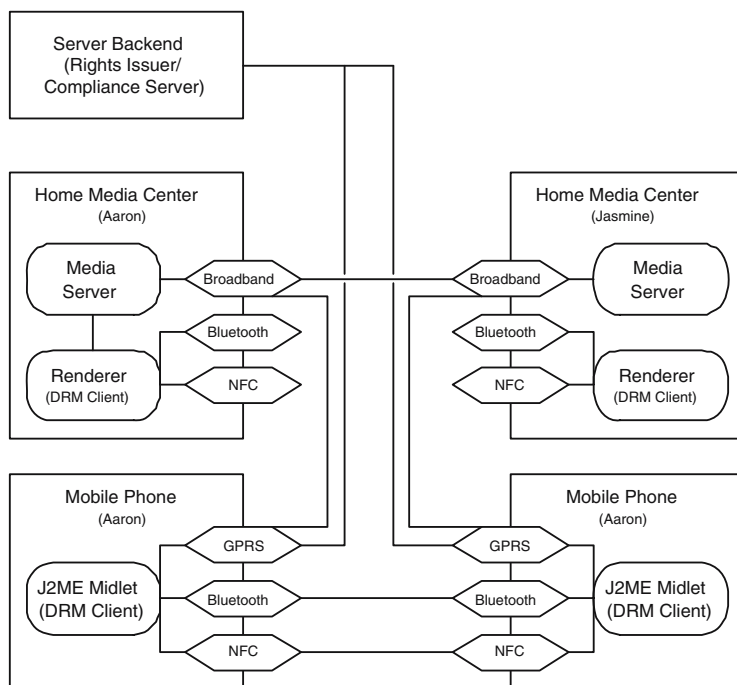 Server Backend
(Rights Issuer/
Compliance Server)
Home Media Center
(Aaron)
Media
Server
Broadband
Bluetooth
Renderer
(DRM Client)
NFC
Home Media Center
(Jasmine)
Broadband
Media
Server
Bluetooth
NFC
Renderer
(DRM Client)
Mobile Phone
(Aaron)
GPRS
J2ME Midlet
(DRM Client)
Bluetooth
NFC
Mobile Phone
(Aaron)
GPRS
Bluetooth
J2ME Midlet
(DRM Client)
NFC